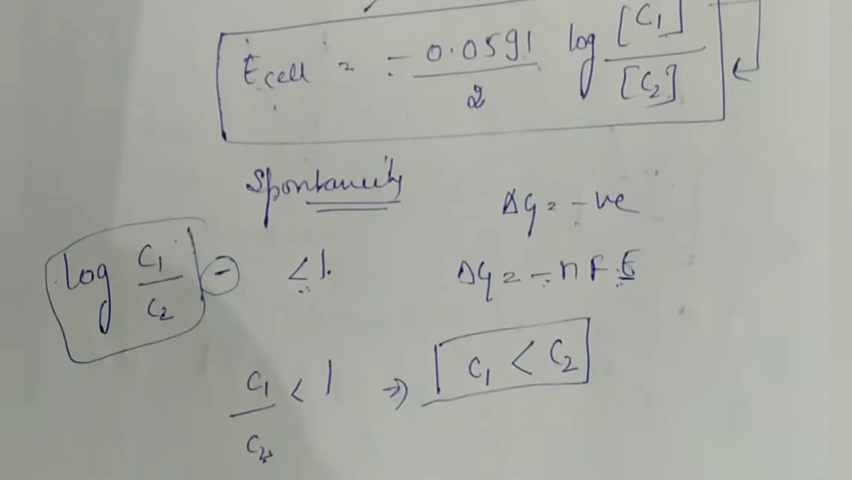 Ecell = - 0.0591/2 log [C1]/[C2]
Spontaneity
ΔG = -ve
log C1/C2 - < 1.
ΔG = -nFE
C1/C2 < 1 ⇒ C1 < C2